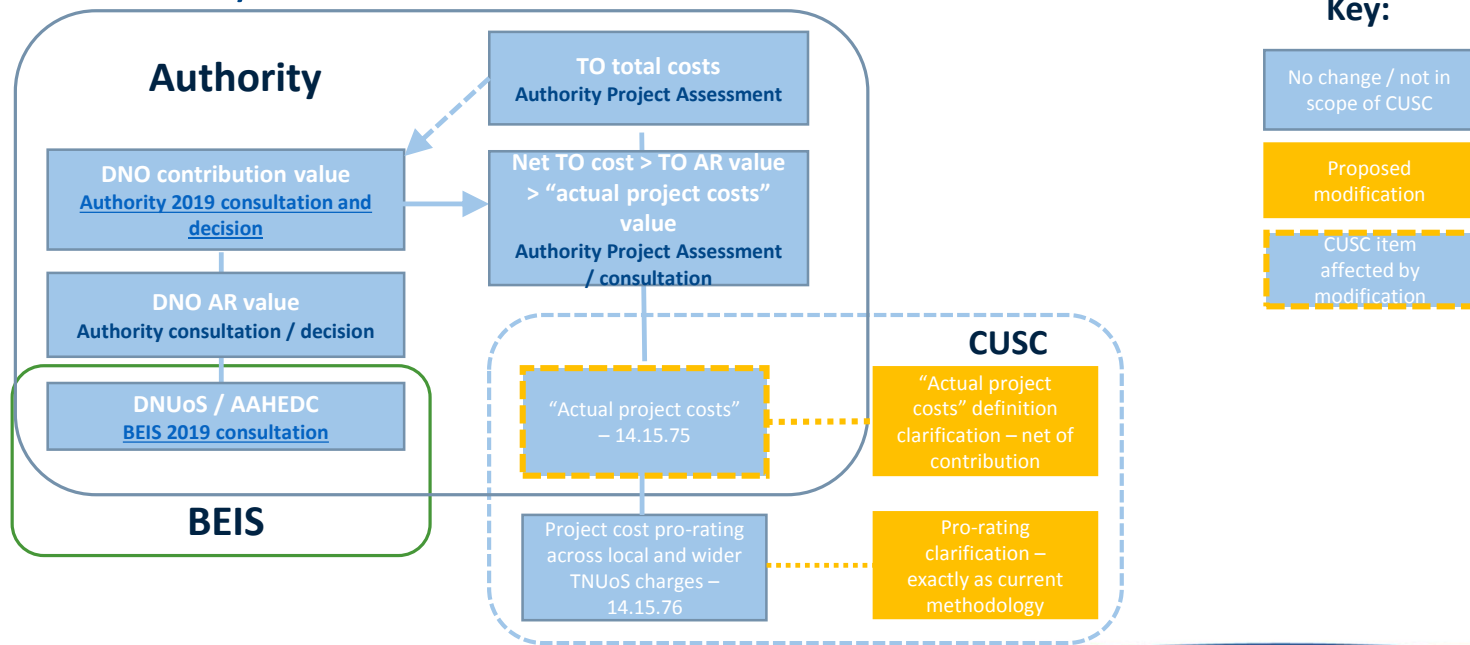 Key:
Authority
TO total costs
Authority Project Assessment
No change / not in
scope of CUSC
DNO contribution value
Authority 2019 consultation and
decision
Net TO cost > TO AR value
> “actual project costs”
value
Authority Project Assessment
/ consultation
Proposed
modification
CUSC item
affected by
modification
DNO AR value
Authority consultation / decision
CUSC
DNUoS / AAHEDC
BEIS 2019 consultation
“Actual project costs”
– 14.15.75
“Actual project
costs” definition
clarification – net of
contribution
BEIS
Project cost pro-rating
across local and wider
TNUoS charges –
14.15.76
Pro-rating
clarification –
exactly as current
methodology